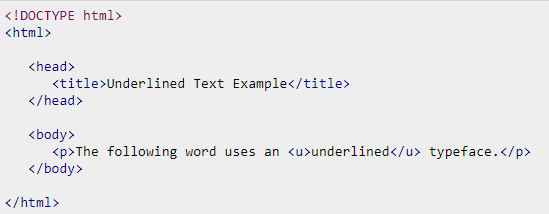 <!DOCTYPE html>
<html>
<head>
<title>Underlined Text Example</title>
</head>
<body>
<p>The following word uses an <u>underlined</u> typeface.</p>
</body>
</html>